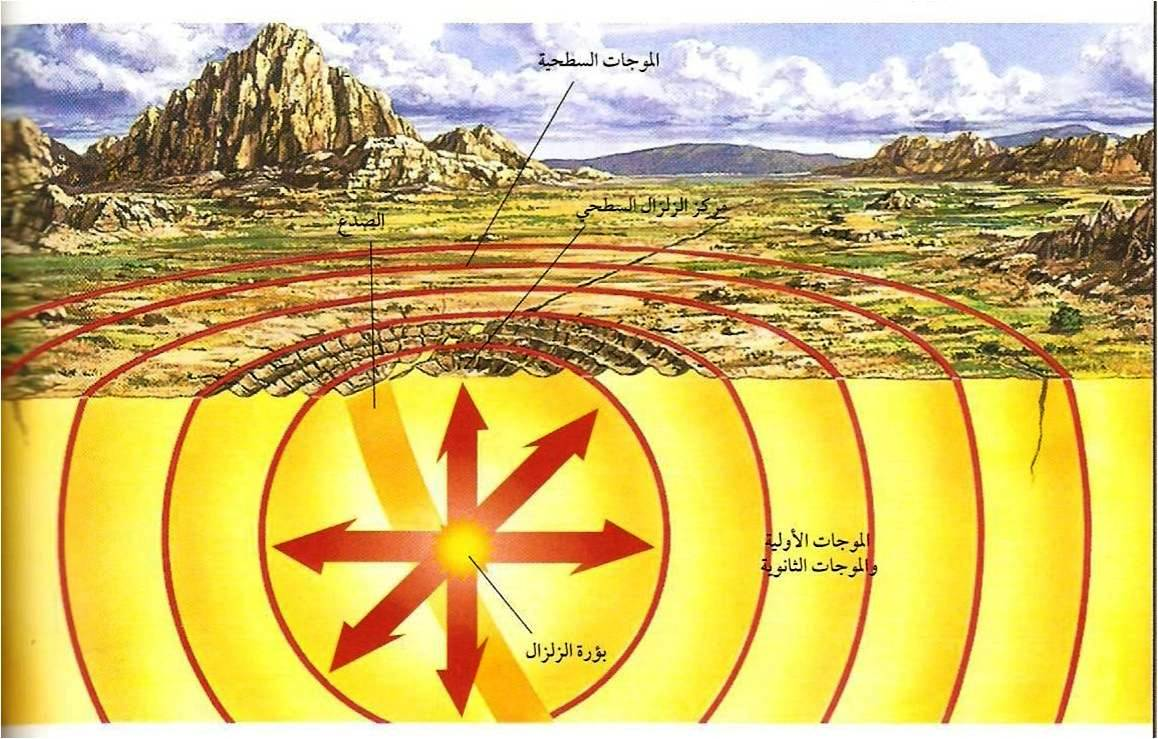 الموجات السطحية
مركز الزلزال السطحي
الصدع
الموجات الأولية
والموجات الثانوية
بؤرة الزلزال